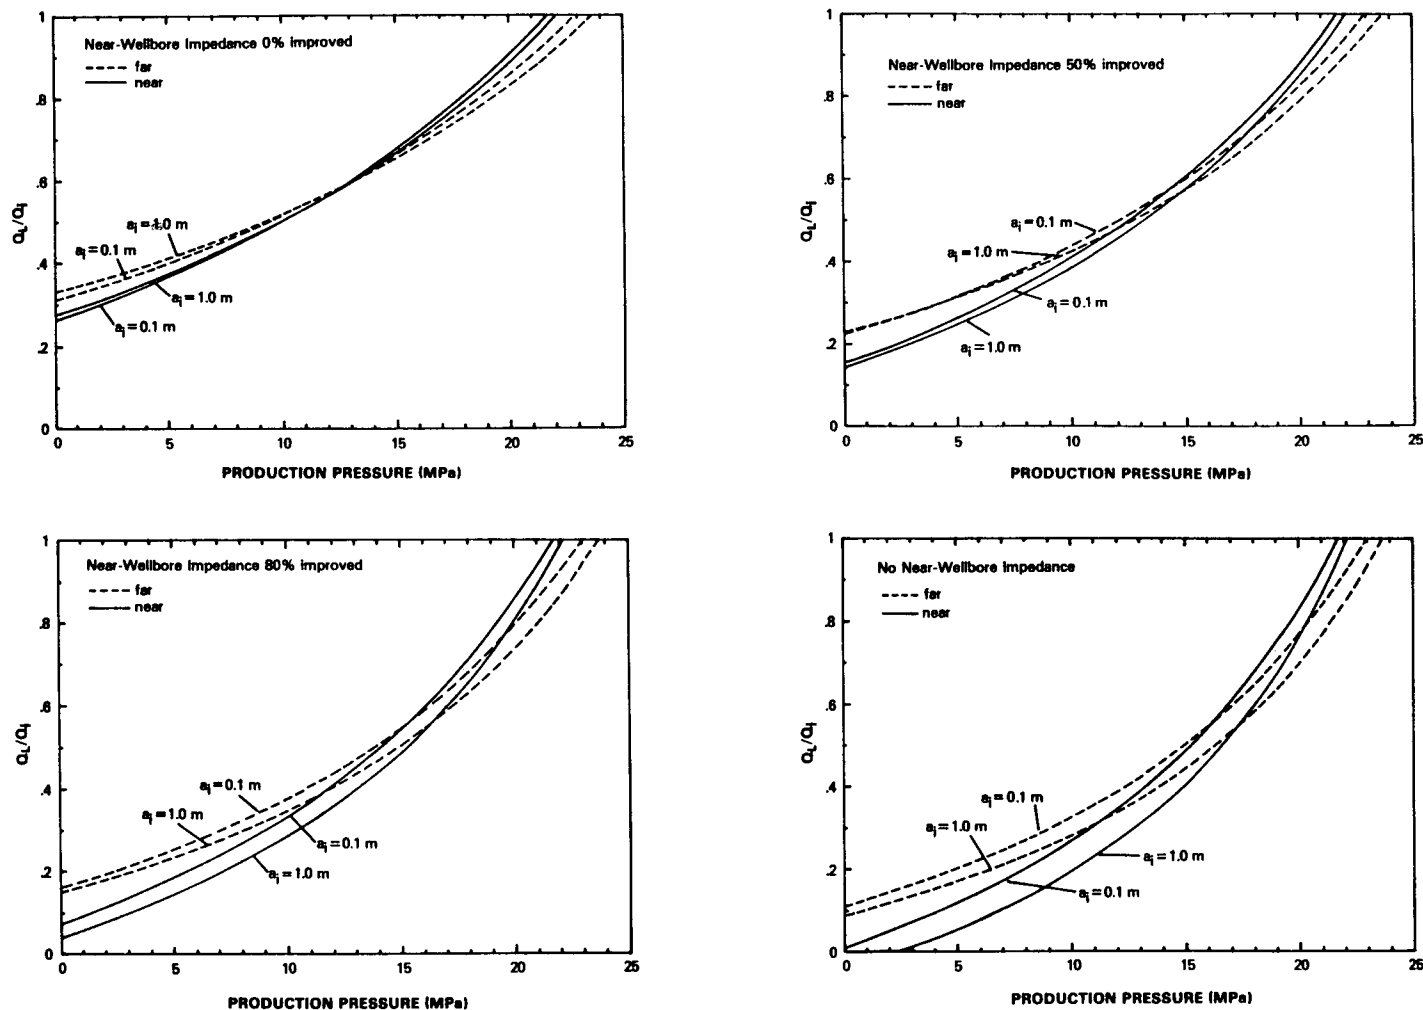 Near-Wellbore Impedance 0% improved
far
near
1
.8
.6
.4
.2
0
Q_L/Q_i
a_i=1.0 m
a_i=0.1 m
a_i=1.0 m
a_i=0.1 m
0 5 10 15 20 25
PRODUCTION PRESSURE (MPa)
Near-Wellbore Impedance 50% improved
far
near
1
.8
.6
.4
.2
0
Q_L/Q_i
a_i=0.1 m
a_i=1.0 m
a_i=0.1 m
a_i=1.0 m
0 5 10 15 20 25
PRODUCTION PRESSURE (MPa)
Near-Wellbore Impedance 80% improved
far
near
1
.8
.6
.4
.2
0
Q_L/Q_i
a_i=0.1 m
a_i=1.0 m
a_i=0.1 m
a_i=1.0 m
0 5 10 15 20 25
PRODUCTION PRESSURE (MPa)
No Near-Wellbore Impedance
far
near
1
.8
.6
.4
.2
0
Q_L/Q_i
a_i=0.1 m
a_i=1.0 m
a_i=1.0 m
a_i=0.1 m
0 5 10 15 20 25
PRODUCTION PRESSURE (MPa)